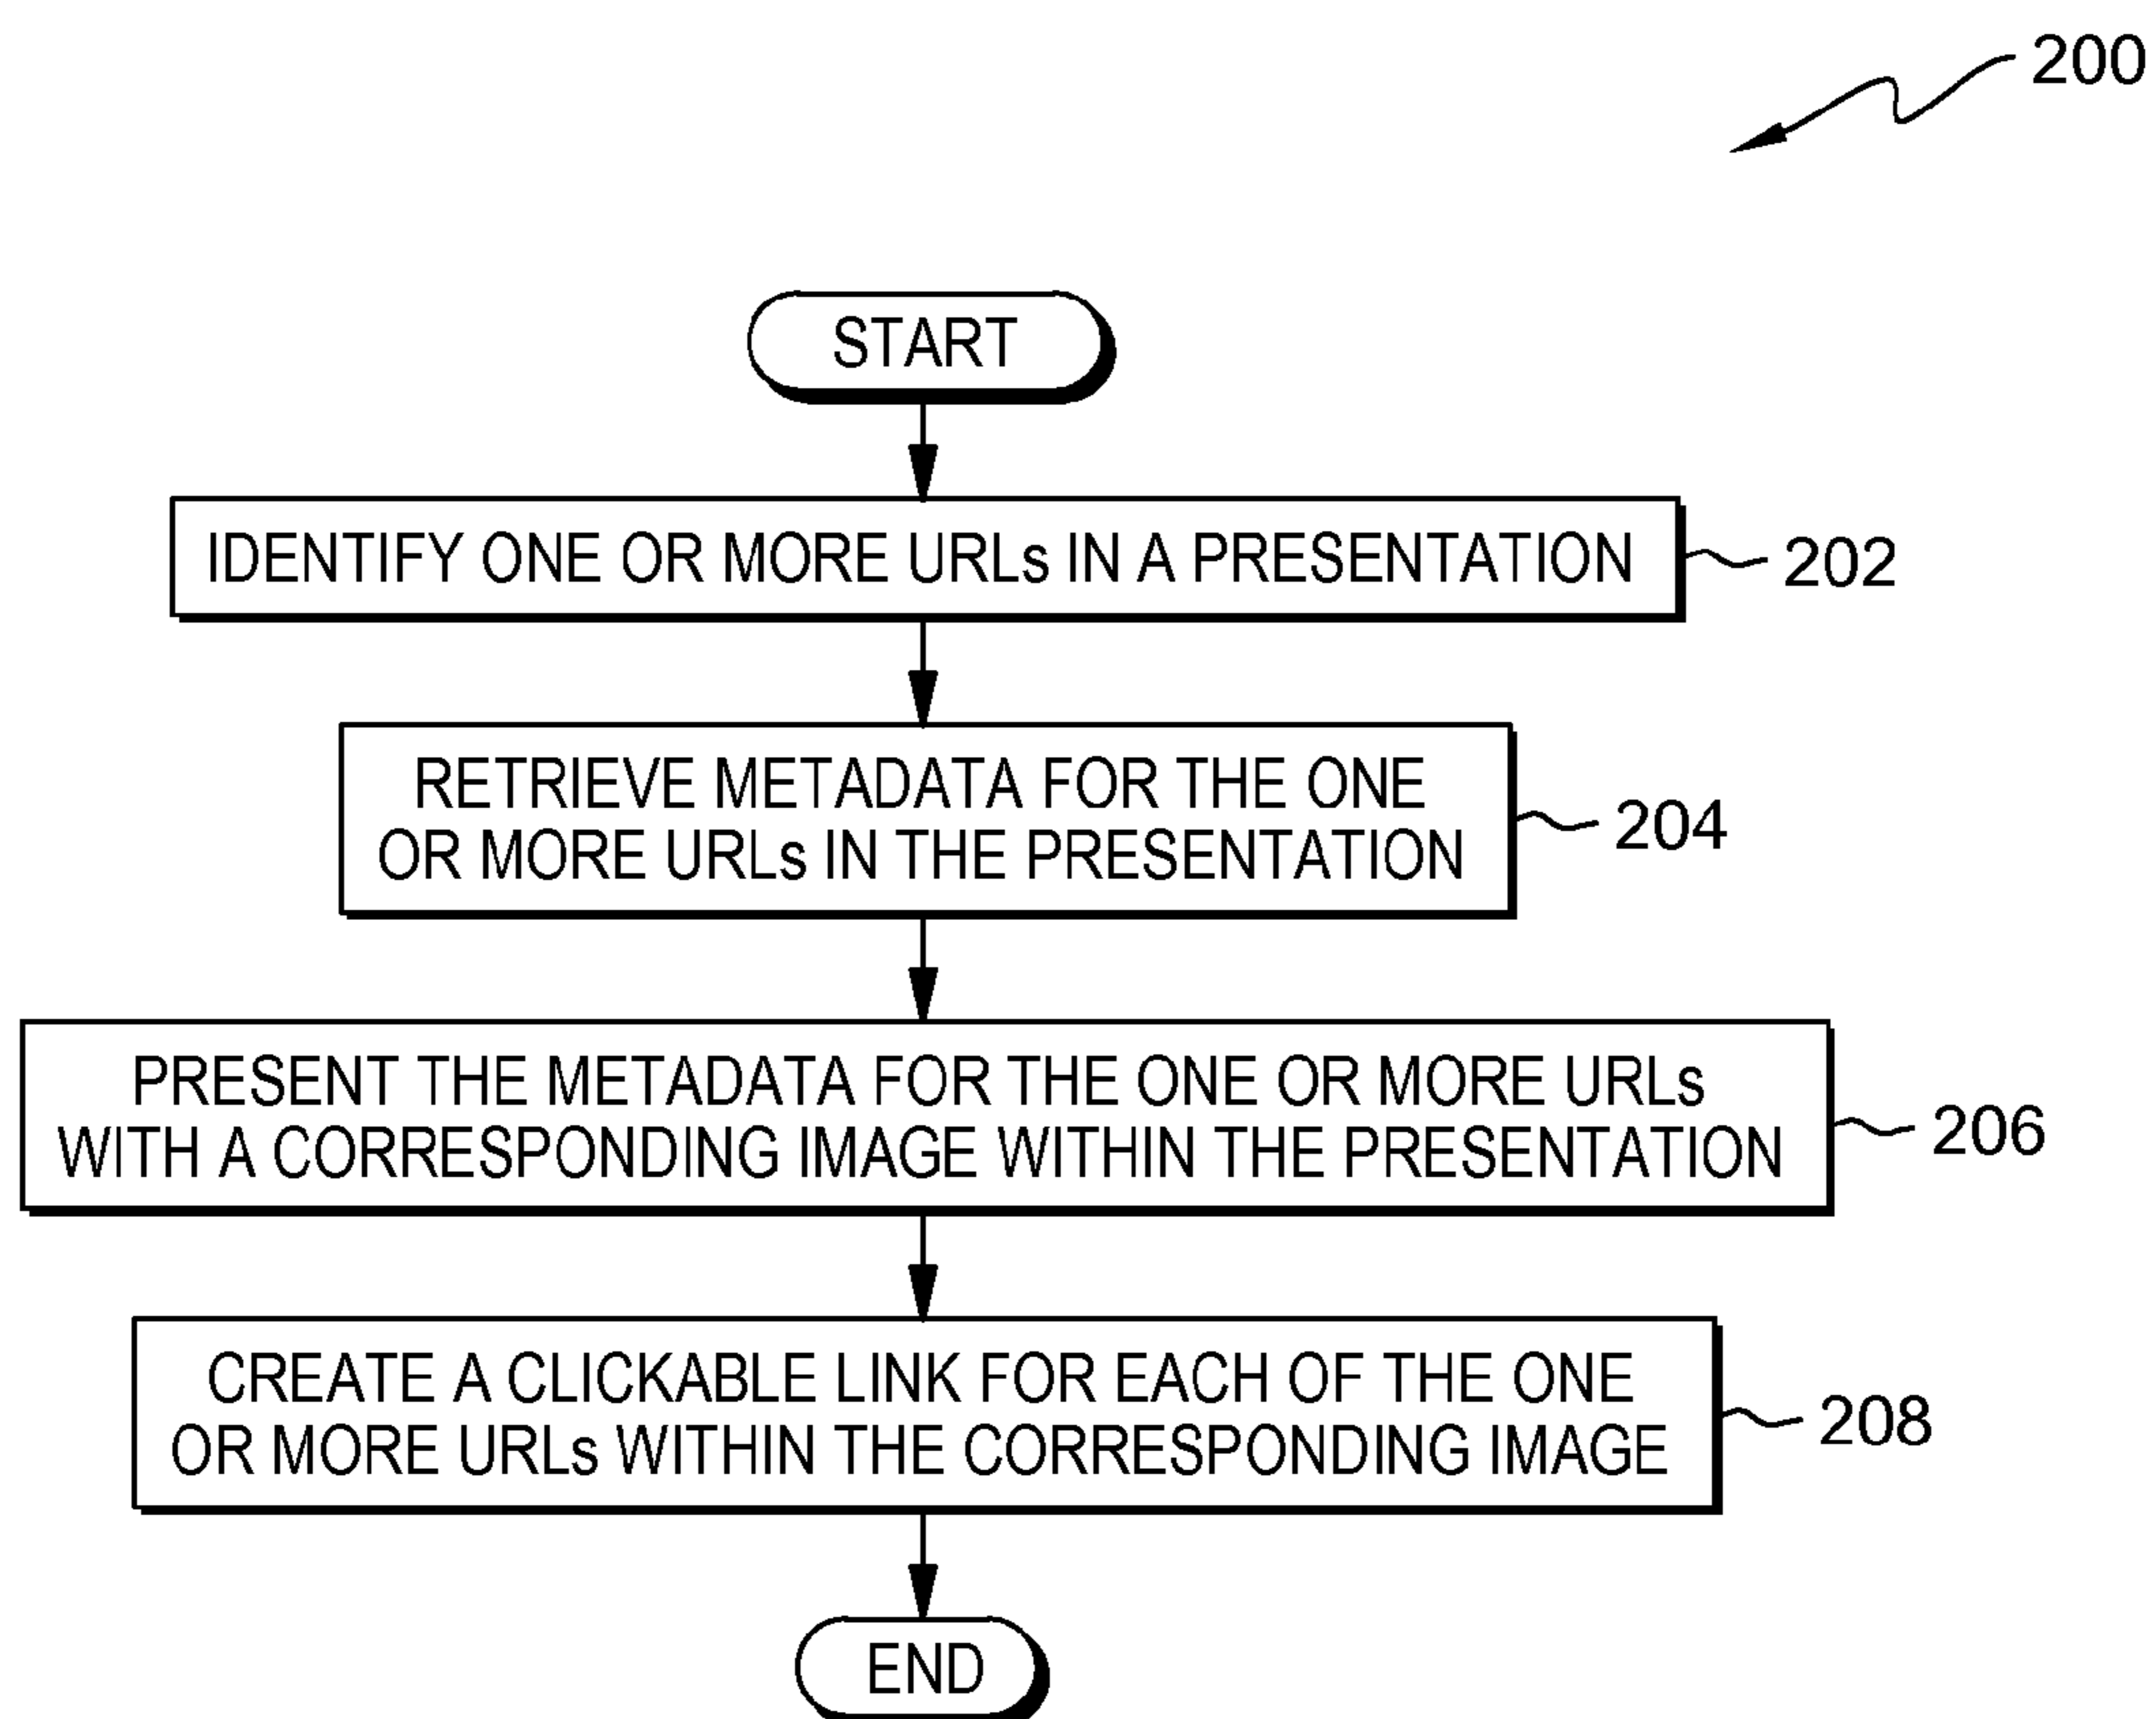 200
START
IDENTIFY ONE OR MORE URLs IN A PRESENTATION
202
RETRIEVE METADATA FOR THE ONE
OR MORE URLs IN THE PRESENTATION
204
PRESENT THE METADATA FOR THE ONE OR MORE URLs
WITH A CORRESPONDING IMAGE WITHIN THE PRESENTATION
206
CREATE A CLICKABLE LINK FOR EACH OF THE ONE
OR MORE URLs WITHIN THE CORRESPONDING IMAGE
208
END